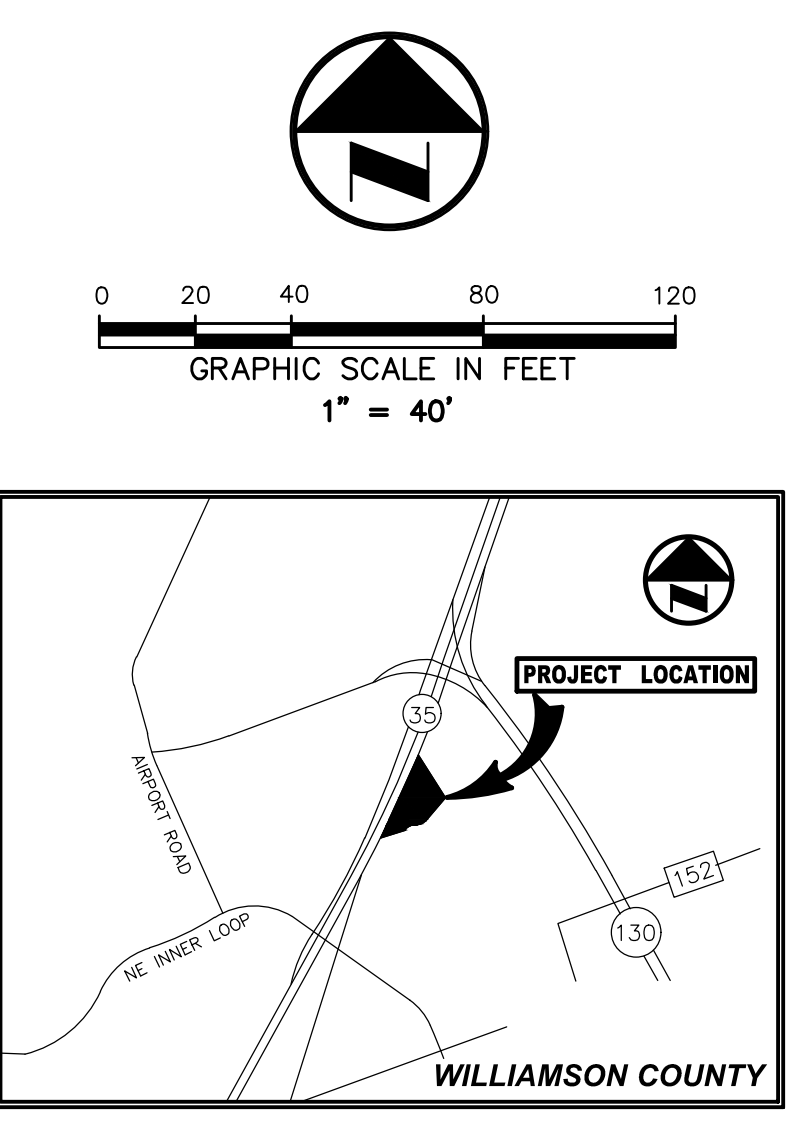 N
0 20 40 80 120
GRAPHIC SCALE IN FEET
1" = 40'
N
PROJECT LOCATION
35
AIRPORT ROAD
152
130
NE INNER LOOP
WILLIAMSON COUNTY